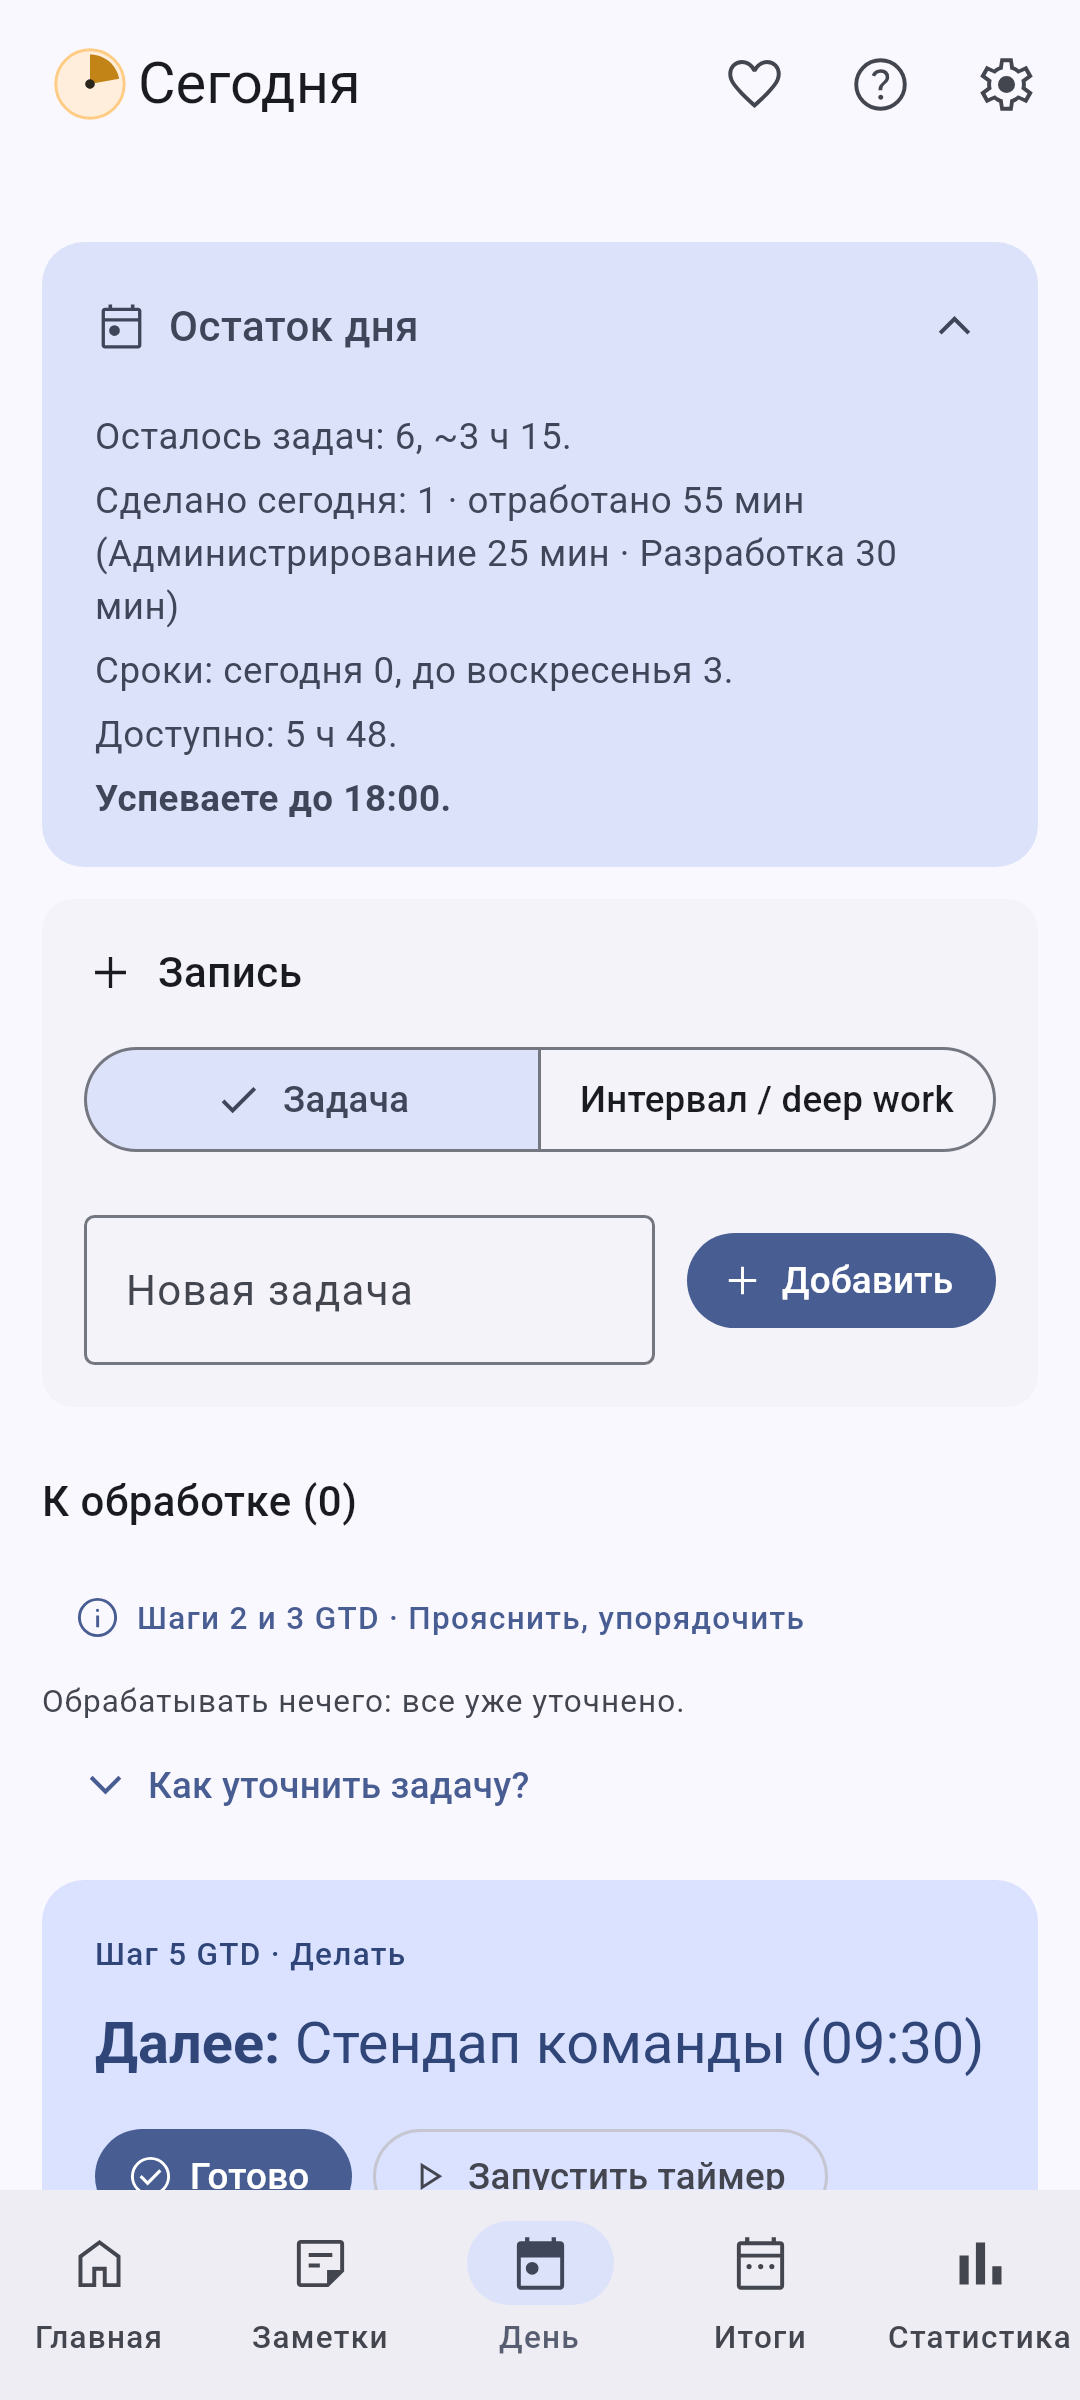 Сегодня
Остаток дня
Осталось задач: 6, ~3 ч 15.
Сделано сегодня: 1 · отработано 55 мин
(Администрирование 25 мин · Разработка 30
мин)
Сроки: сегодня 0, до воскресенья 3.
Доступно: 5 ч 48.
Успеваете до 18:00.
Запись
Задача
Интервал / deep work
Новая задача
Добавить
К обработке (0)
Шаги 2 и 3 GTD · Прояснить, упорядочить
Обрабатывать нечего: все уже уточнено.
Как уточнить задачу?
Шаг 5 GTD · Делать
Далее: Стендап команды (09:30)
Готово
Запустить таймер
Главная
Заметки
День
Итоги
Статистика